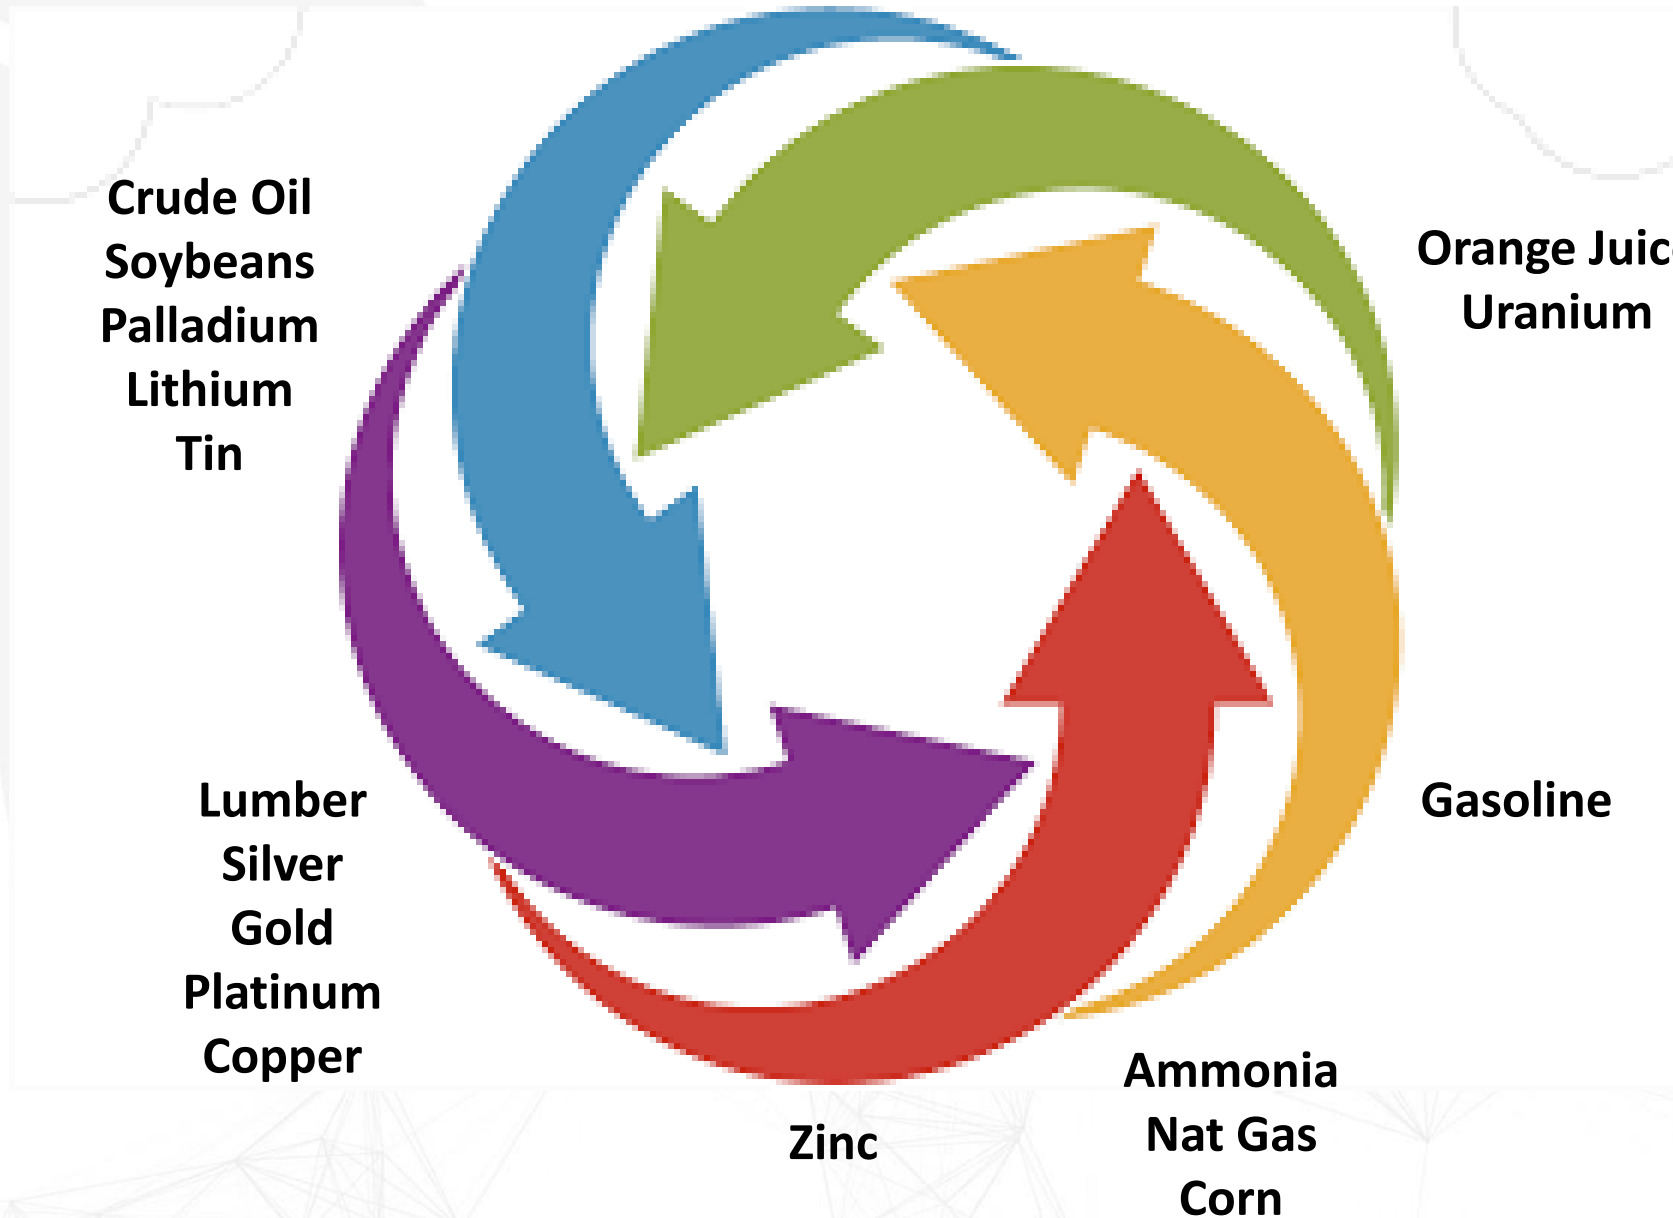 Crude Oil
Soybeans
Palladium
Lithium
Tin
Orange Juic
Uranium
Lumber
Silver
Gold
Platinum
Copper
Gasoline
Zinc
Ammonia
Nat Gas
Corn